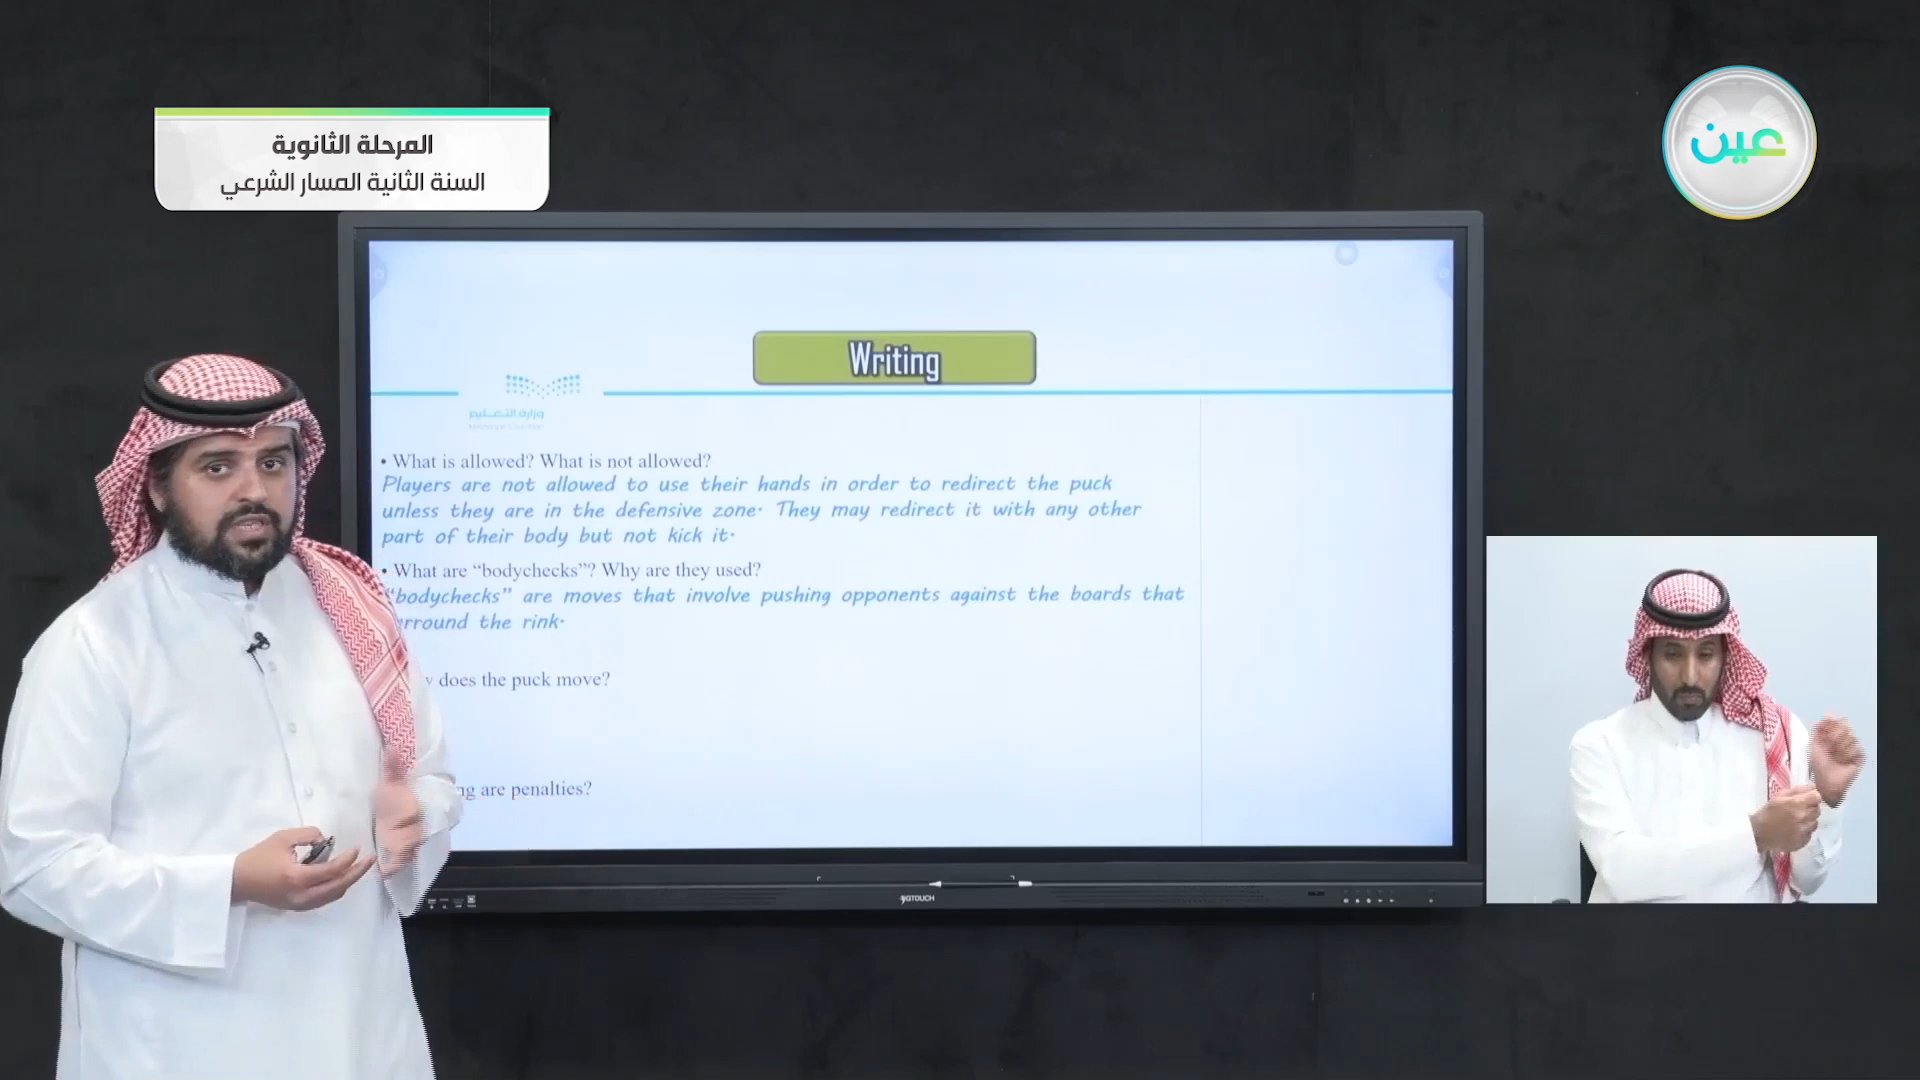 المرحلة الثانوية
السنة الثانية المسار الشرعي
عين
Writing
وزارة التعليم
• What is allowed? What is not allowed?
Players are not allowed to use their hands in order to redirect the puck
unless they are in the defensive zone. They may redirect it with any other
part of their body but not kick it.
• What are “bodychecks”? Why are they used?
“bodychecks” are moves that involve pushing opponents against the boards that
rround the rink.
does the puck move?
are penalties?